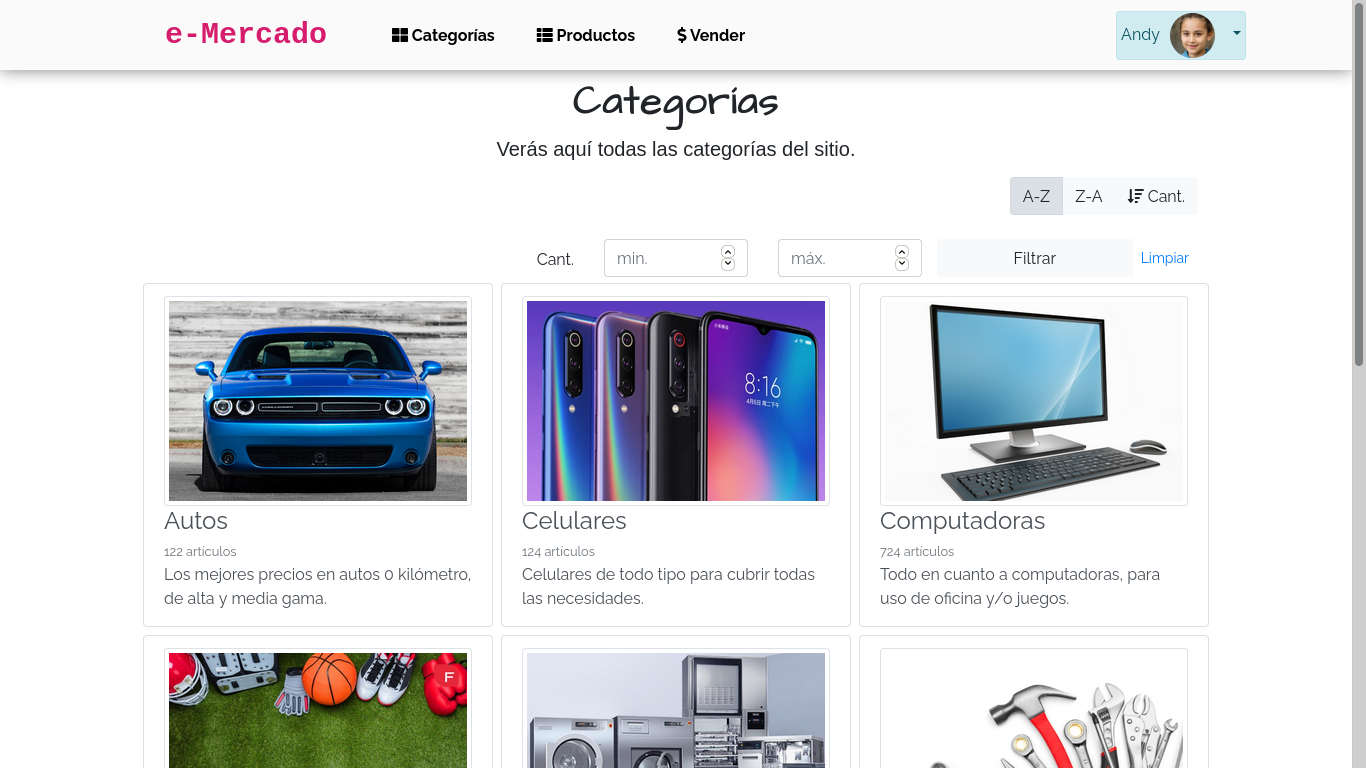 e-Mercado
Categorías
Productos
Vender
Andy
Categorías
Verás aquí todas las categorías del sitio.
A-Z
Z-A
Cant.
Cant.
min.
máx.
Filtrar
Limpiar
8:16
Autos
122 artículos
Los mejores precios en autos 0 kilómetro,
de alta y media gama.
Celulares
124 artículos
Celulares de todo tipo para cubrir todas
las necesidades.
Computadoras
724 artículos
Todo en cuanto a computadoras, para
uso de oficina y/o juegos.
F